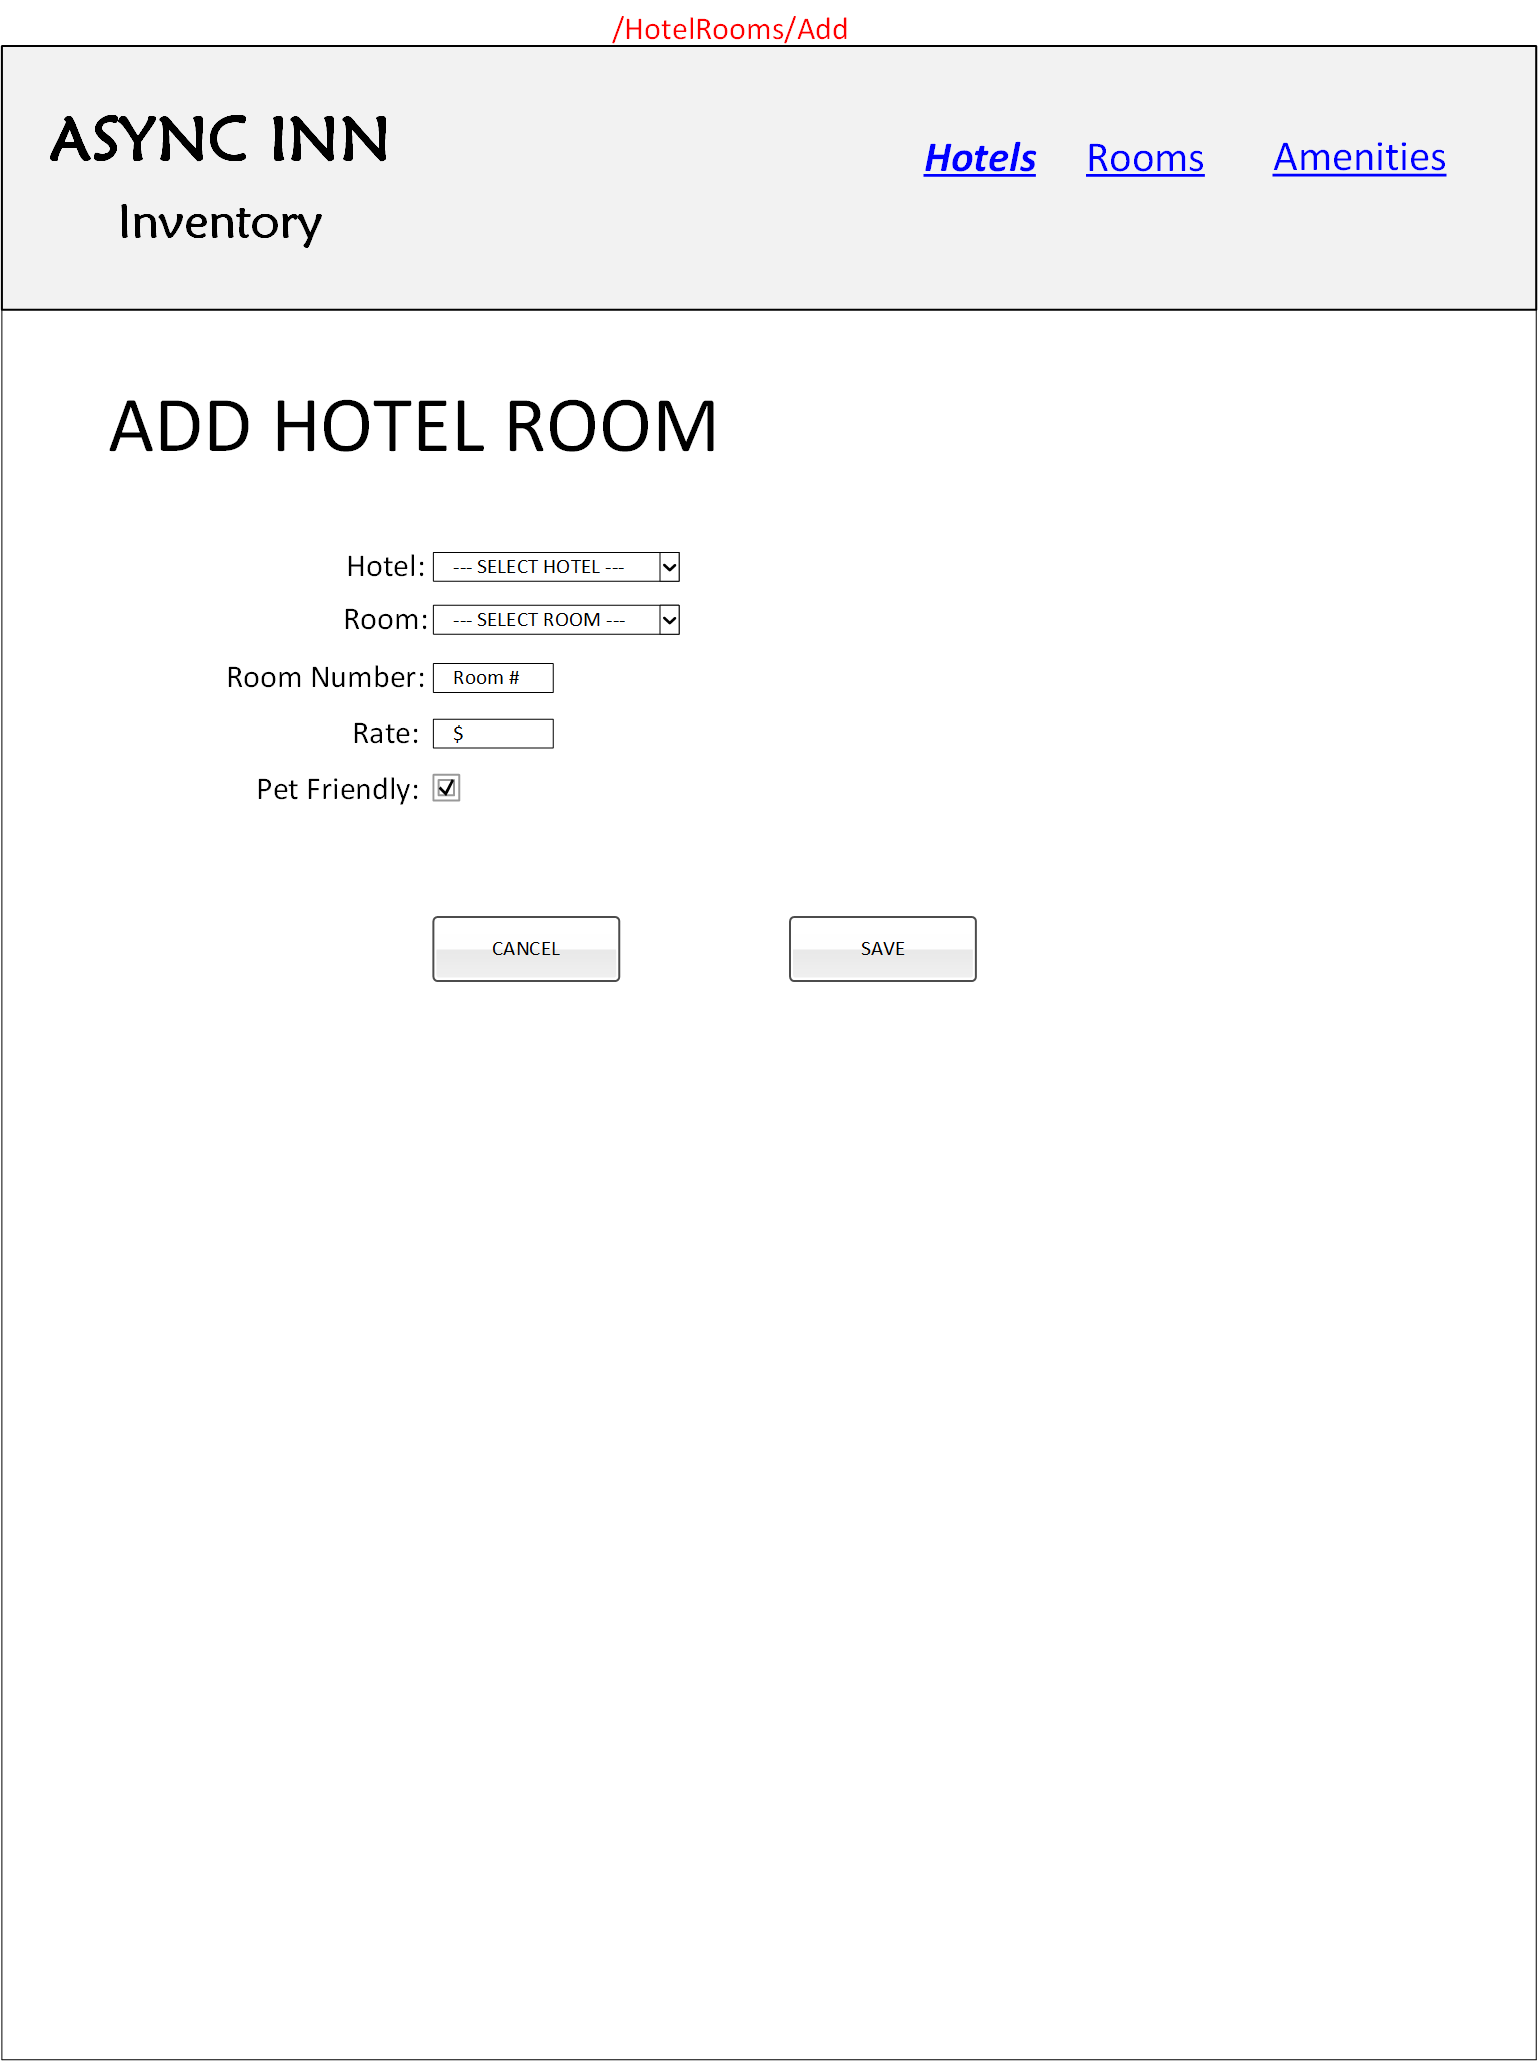 /HotelRooms/Add
ASYNC INN
Hotels Rooms Amenities
Inventory
ADD HOTEL ROOM
Hotel: --- SELECT HOTEL ---
Room: --- SELECT ROOM ---
Room Number: Room #
Rate: $
Pet Friendly:
CANCEL SAVE